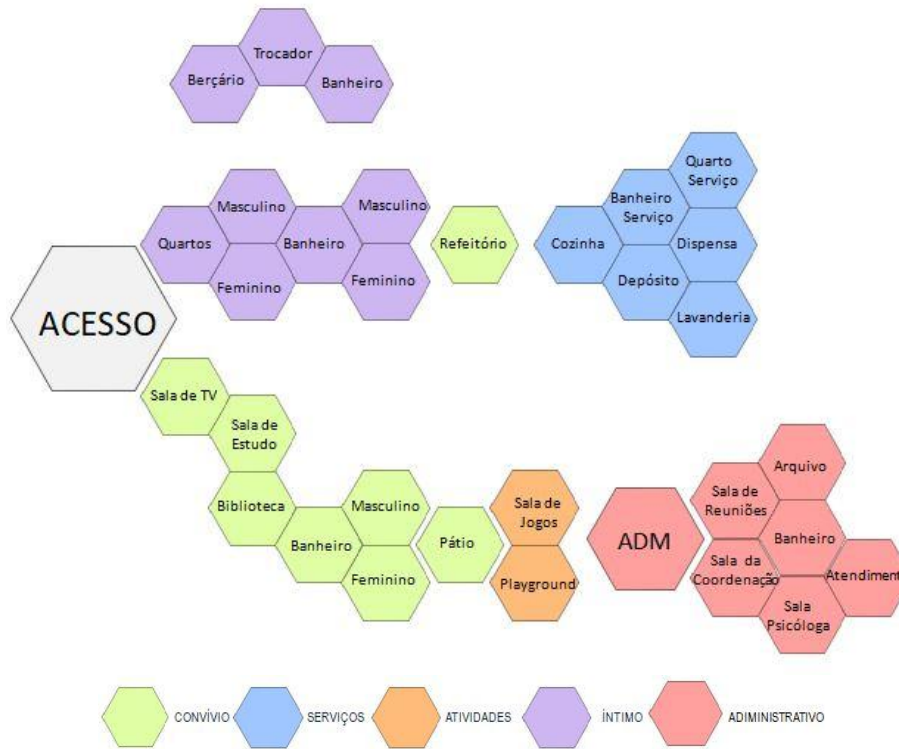 Trocador
Berçário
Banheiro
Quarto
Serviço
Banheiro
Serviço
Masculino
Masculino
Quartos
Banheiro
Refeitório
Cozinha
Dispensa
Feminino
Feminino
Depósito
Lavanderia
ACESSO
Sala de TV
Sala de
Estudo
Biblioteca
Masculino
Banheiro
Feminino
Pátio
Sala de
Jogos
Playground
ADM
Arquivo
Sala de
Reuniões
Banheiro
Sala da
Coordenação
Atendiment
Sala
Psicóloga
CONVÍVIO
SERVIÇOS
ATIVIDADES
ÍNTIMO
ADIMINISTRATIVO